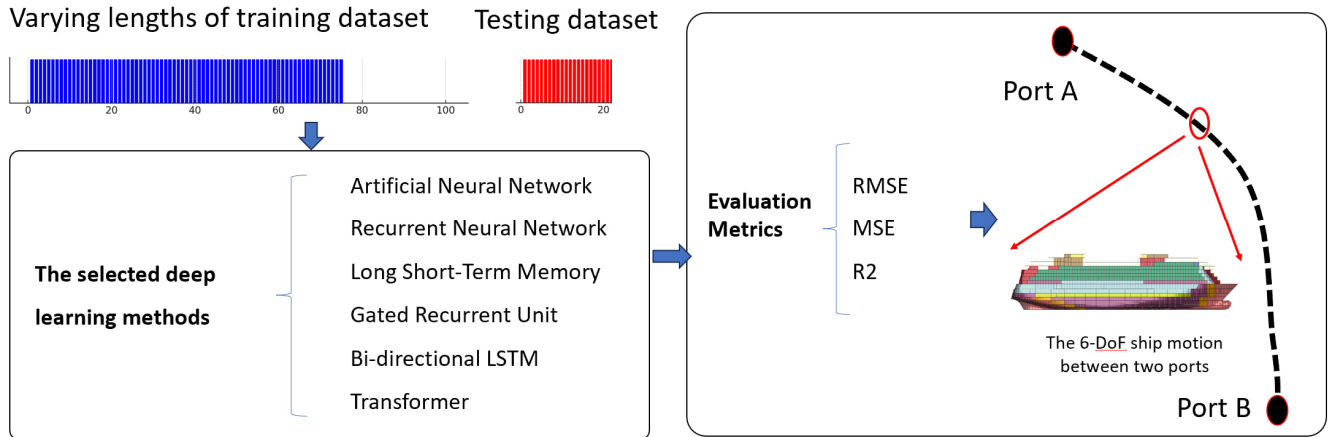 Varying lengths of training dataset
Testing dataset
0 20 40 60 80 100
0 20
The selected deep
learning methods
Artificial Neural Network
Recurrent Neural Network
Long Short-Term Memory
Gated Recurrent Unit
Bi-directional LSTM
Transformer
Evaluation
Metrics
RMSE
MSE
R2
Port A
The 6-DoF ship motion
between two ports
Port B